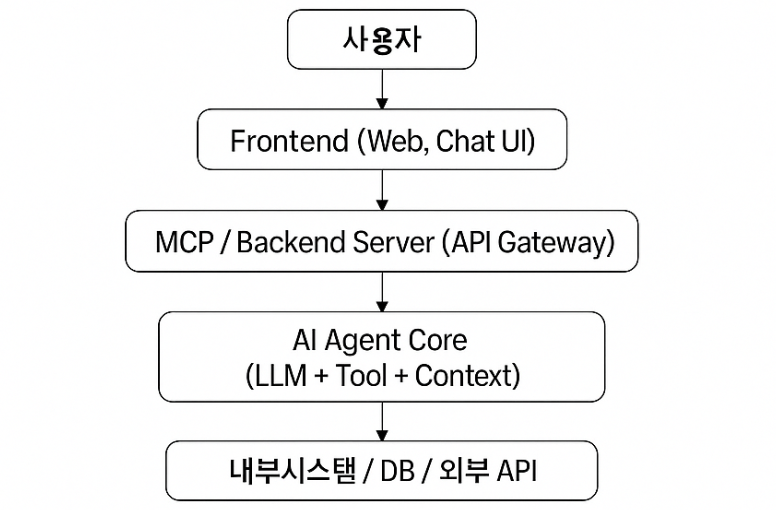 사용자
Frontend (Web, Chat UI)
MCP / Backend Server (API Gateway)
AI Agent Core
(LLM + Tool + Context)
내부시스탬 / DB / 외부 API